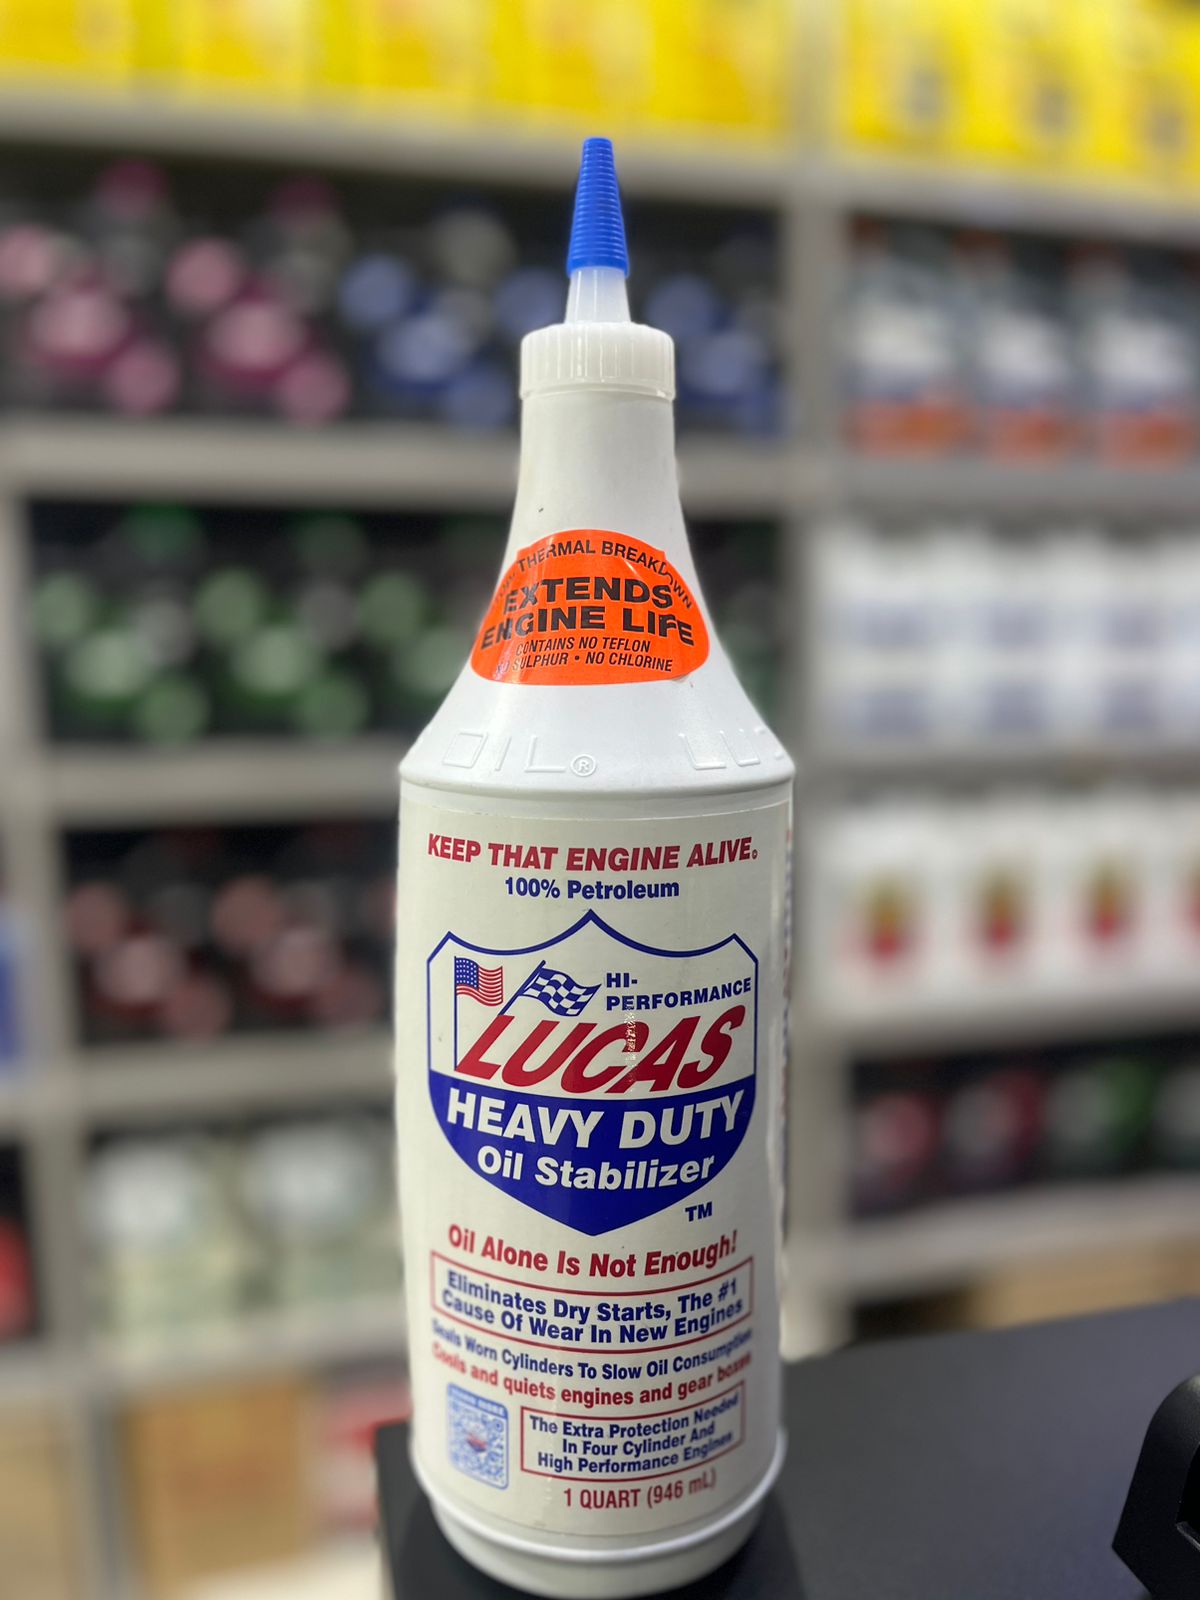 THERMAL BREAKDOWN
EXTENDS
ENGINE LIFE
CONTAINS NO TEFLON
NO SULPHUR • NO CHLORINE
OIL® LUC
KEEP THAT ENGINE ALIVE©
100% Petroleum
HI-
PERFORMANCE
LUCAS
HEAVY DUTY
Oil Stabilizer
TM
Oil Alone Is Not Enough!
Eliminates Dry Starts, The #1
Cause Of Wear In New Engines
Seals Worn Cylinders To Slow Oil Consumption
Cools and quiets engines and gear boxes
The Extra Protection Needed
In Four Cylinder And
High Performance Engines
1 QUART (946 mL)